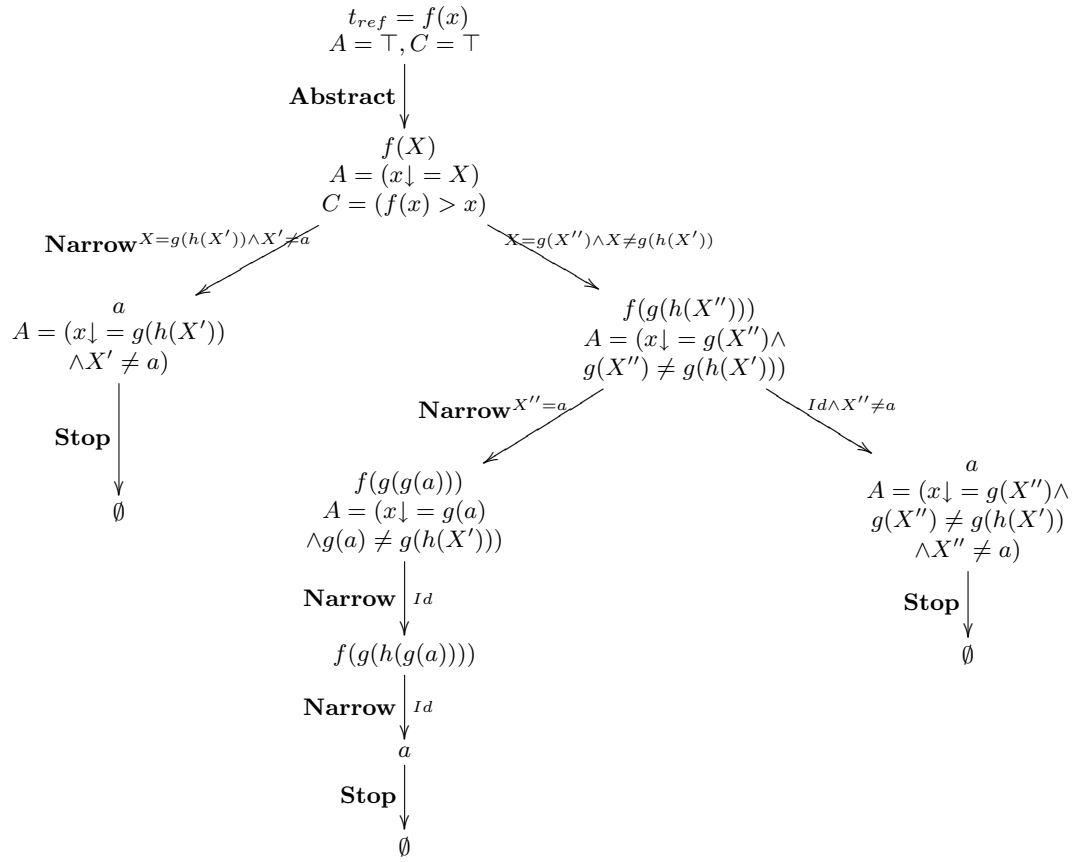 t_{ref} = f(x)
A = ⊤, C = ⊤
Abstract
f(X)
A = (x↓ = X)
C = (f(x) > x)
Narrow X=g(h(X′))∧X′≠a
X=g(X′′)∧X≠g(h(X′))
a
A = (x↓ = g(h(X′))
∧X′ ≠ a)
f(g(h(X′′)))
A = (x↓ = g(X′′)∧
g(X′′) ≠ g(h(X′)))
Stop
∅
Narrow X′′=a
Id∧X′′≠a
f(g(g(a)))
A = (x↓ = g(a)
∧g(a) ≠ g(h(X′)))
a
A = (x↓ = g(X′′)∧
g(X′′) ≠ g(h(X′))
∧X′′ ≠ a)
Narrow Id
Stop
f(g(h(g(a))))
∅
Narrow Id
a
Stop
∅